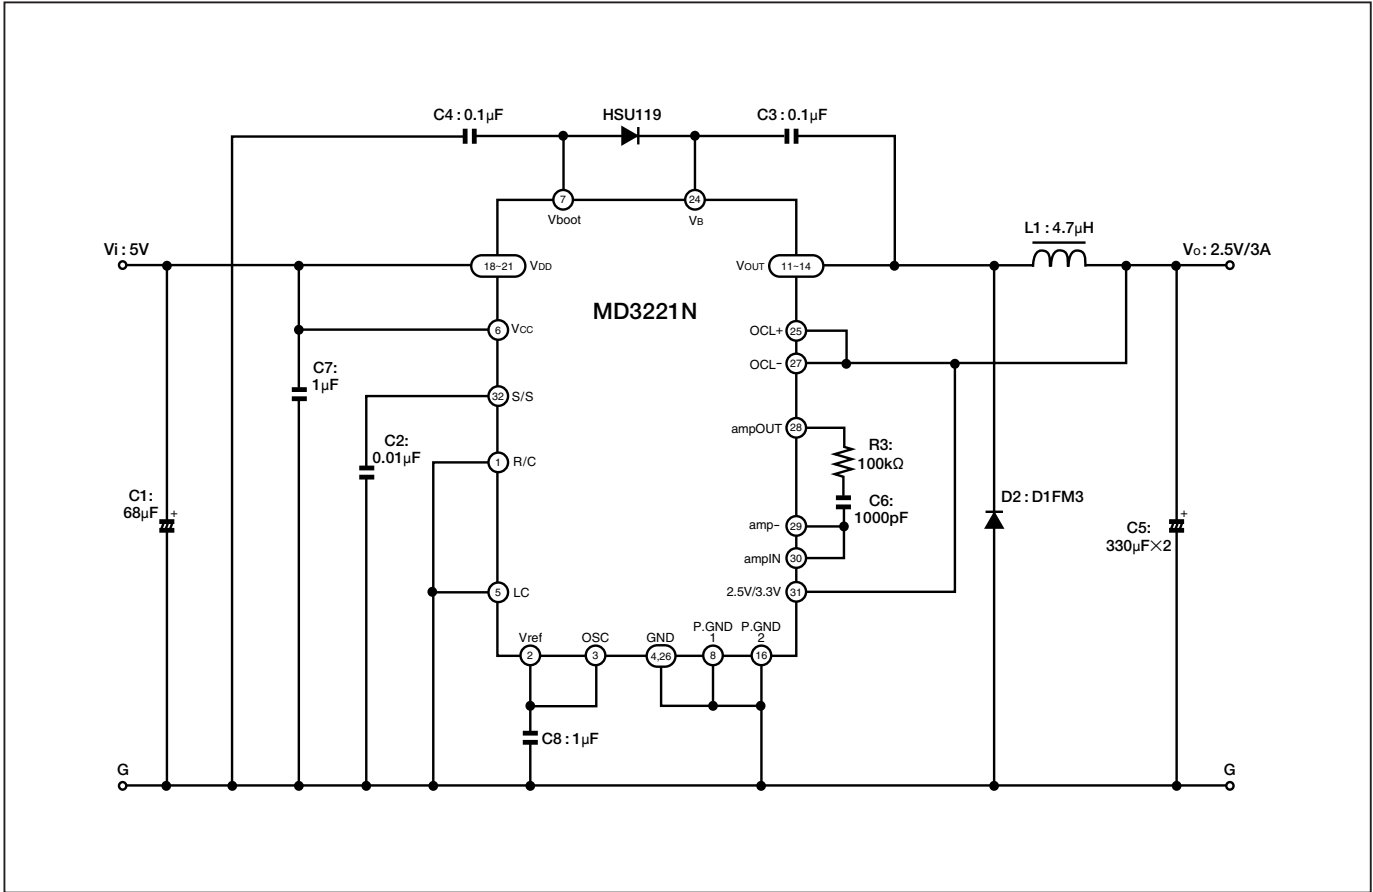 C4 : 0.1μF
HSU119
C3 : 0.1μF
7
24
Vboot
VB
L1 : 4.7μH
Vi : 5V
Vo : 2.5V/3A
18~21
VDD
VOUT
11~14
MD3221N
6
VCC
OCL+
25
OCL-
27
C7:
1μF
32
S/S
ampOUT
28
C2:
0.01μF
R3:
100kΩ
1
R/C
C1:
68μF
+
C6:
1000pF
D2 : D1FM3
amp-
29
+
C5:
330μF×2
ampIN
30
5
LC
2.5V/3.3V
31
Vref
OSC
GND
P.GND
1
P.GND
2
2
3
4,26
8
16
C8 : 1μF
G
G